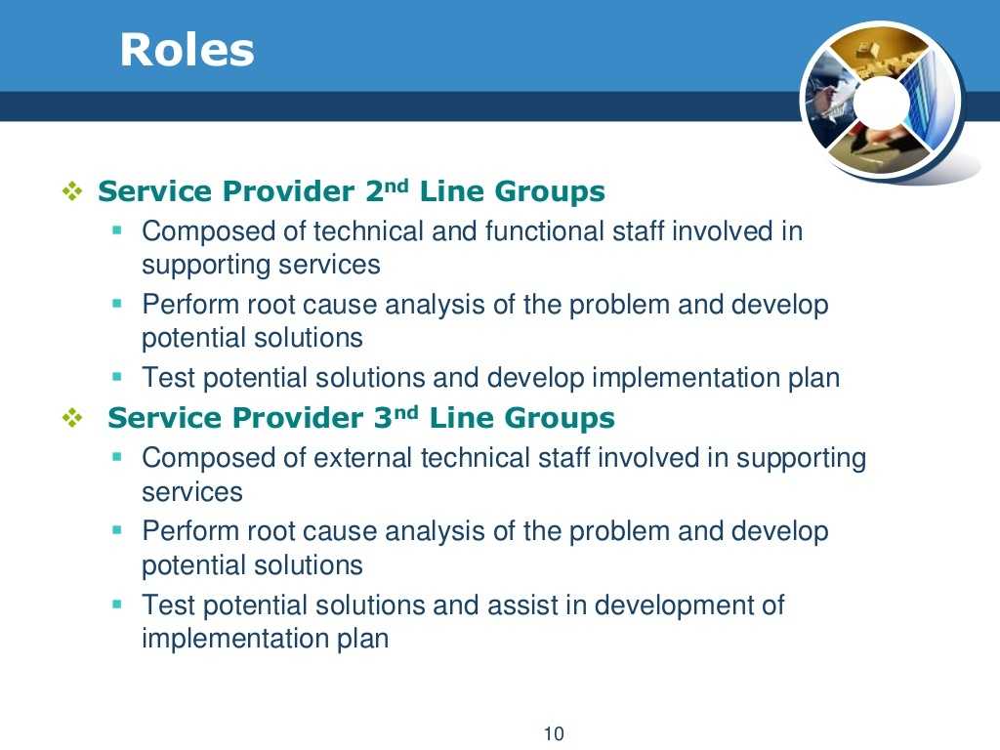 Roles
Service Provider 2nd Line Groups
Composed of technical and functional staff involved in
supporting services
Perform root cause analysis of the problem and develop
potential solutions
Test potential solutions and develop implementation plan
Service Provider 3nd Line Groups
Composed of external technical staff involved in supporting
services
Perform root cause analysis of the problem and develop
potential solutions
Test potential solutions and assist in development of
implementation plan
10